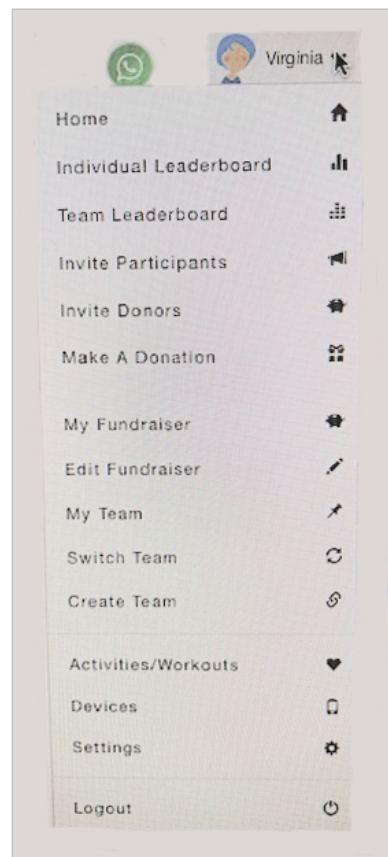 Virginia
Home
Individual Leaderboard
Team Leaderboard
Invite Participants
Invite Donors
Make A Donation
My Fundraiser
Edit Fundraiser
My Team
Switch Team
Create Team
Activities/Workouts
Devices
Settings
Logout